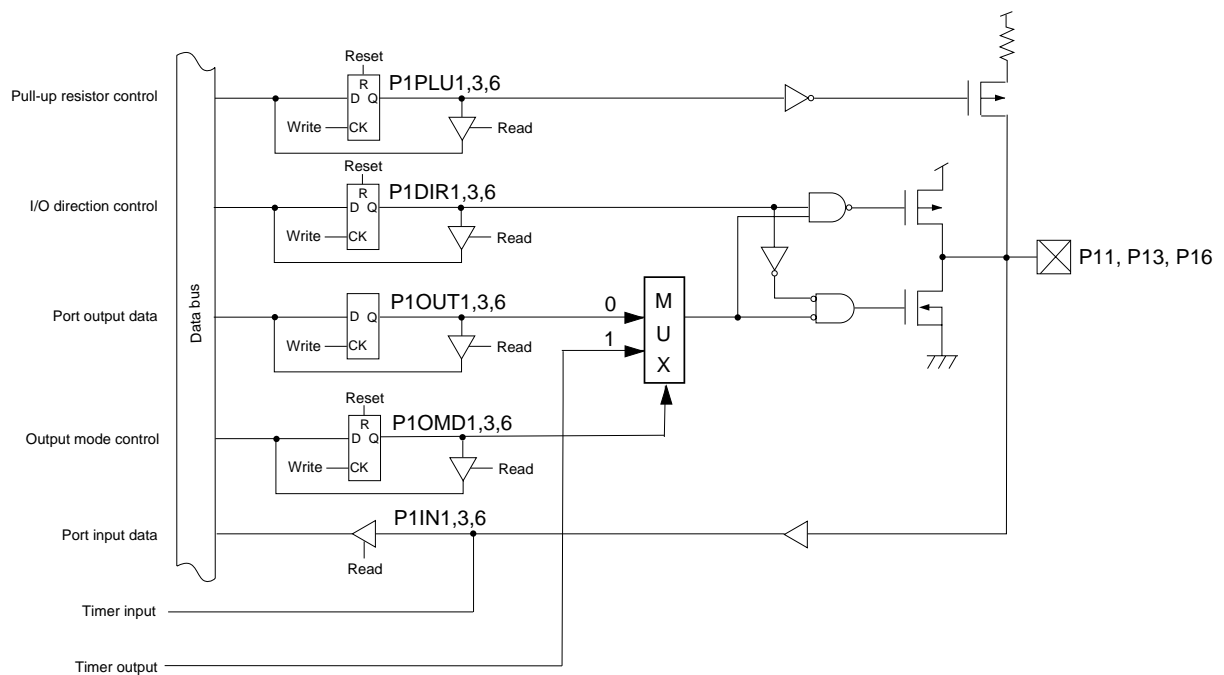 Reset
Pull-up resistor control
R
D Q
P1PLU1,3,6
Write
CK
Read
Reset
I/O direction control
R
D Q
P1DIR1,3,6
Write
CK
Read
Data bus
P11, P13, P16
Port output data
D Q
P1OUT1,3,6
Write
CK
Read
0
1
M
U
X
Reset
Output mode control
R
D Q
P1OMD1,3,6
Write
CK
Read
Port input data
P1IN1,3,6
Read
Timer input
Timer output